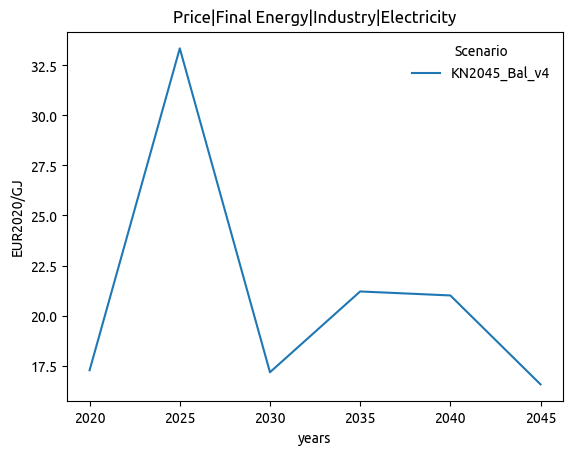 Price|Final Energy|Industry|Electricity
Scenario
KN2045_Bal_v4
EUR2020/GJ
32.5
30.0
27.5
25.0
22.5
20.0
17.5
2020 2025 2030 2035 2040 2045
years